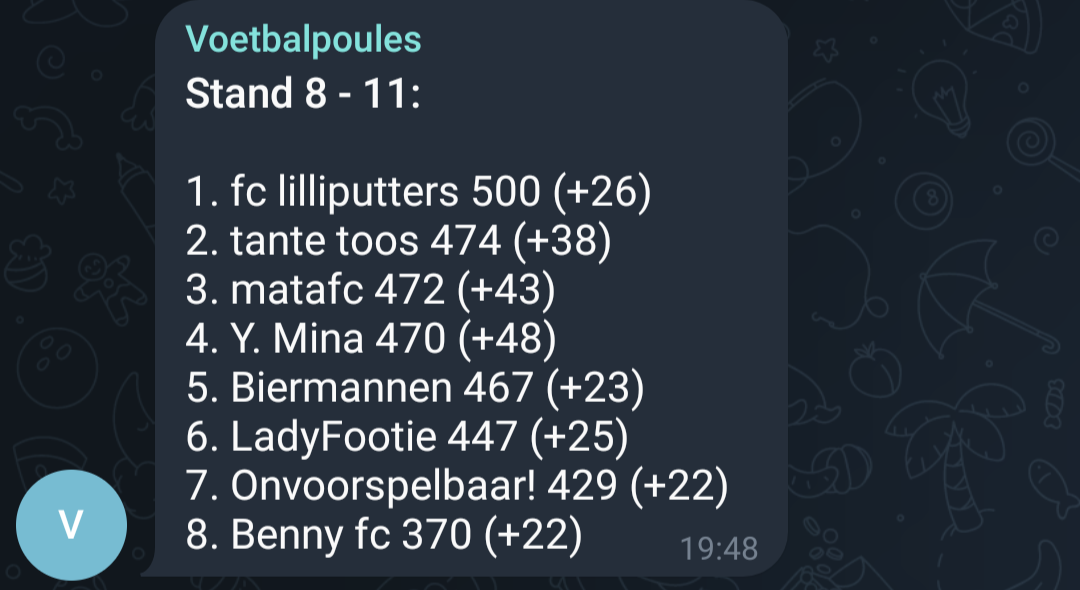 Voetbalpoules
Stand 8 - 11:
1. fc lilliputters 500 (+26)
2. tante toos 474 (+38)
3. matafc 472 (+43)
4. Y. Mina 470 (+48)
5. Biermannen 467 (+23)
6. LadyFootie 447 (+25)
7. Onvoorspelbaar! 429 (+22)
8. Benny fc 370 (+22)
19:48
V